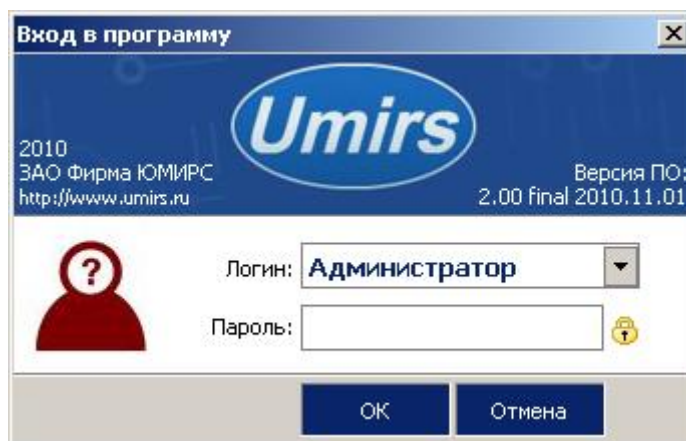 Вход в программу
Umirs
2010
ЗАО Фирма ЮМИРС
http://www.umirs.ru
Версия ПО:
2.00 final 2010.11.01
?
Логин: Администратор
Пароль:
ОК Отмена